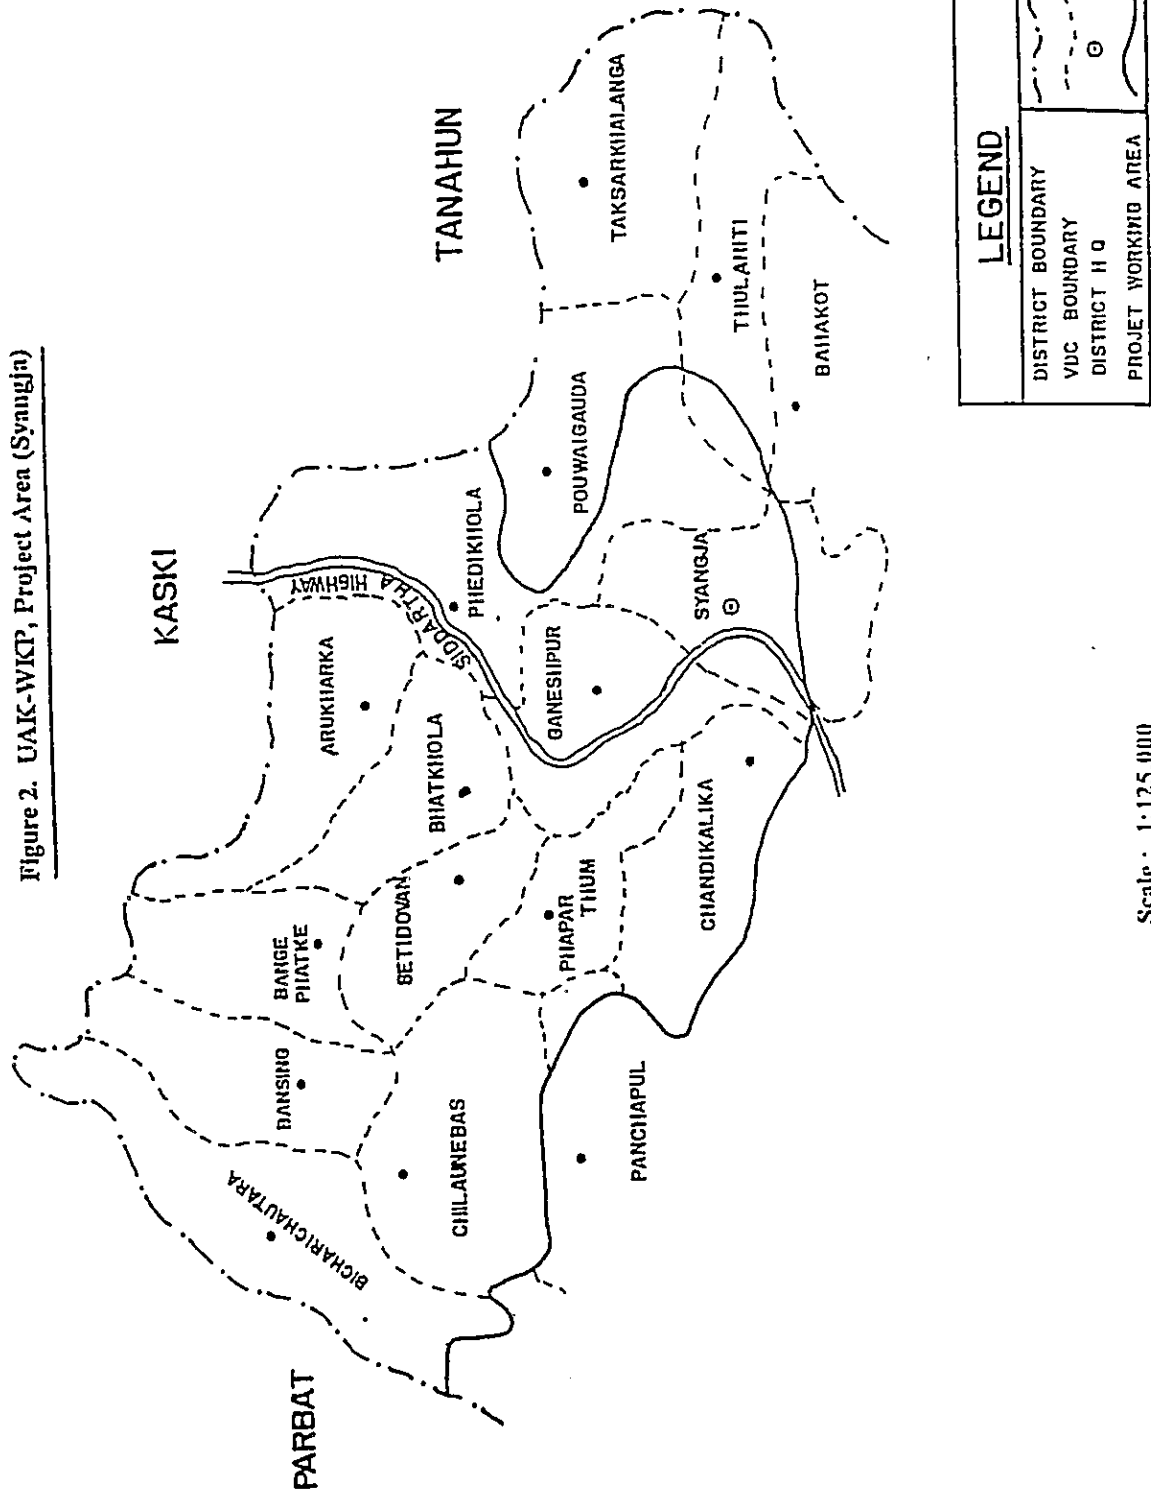 Figure 2. UAK-WKP, Project Area (Syangja)
KASKI
TANAHUN
PARBAT
SIDDARTHA HIGHWAY
ARUKHARKA
PHEDIKHOLA
BHATKHOLA
BANGE
PHATKE
SETIDOVAN
BANSING
BICHARICHAUTARA
CHILAUNEBAS
PHAPAR
THUM
GANESHPUR
POUWAIGAUDA
TAKSARKHALANGA
THULAHITI
BAHAKOT
SYANGJA
CHANDIKALIKA
PANCHAPUL
LEGEND
DISTRICT BOUNDARY
VDC BOUNDARY
DISTRICT H Q
PROJET WORKING AREA
Scale : 1:125 000